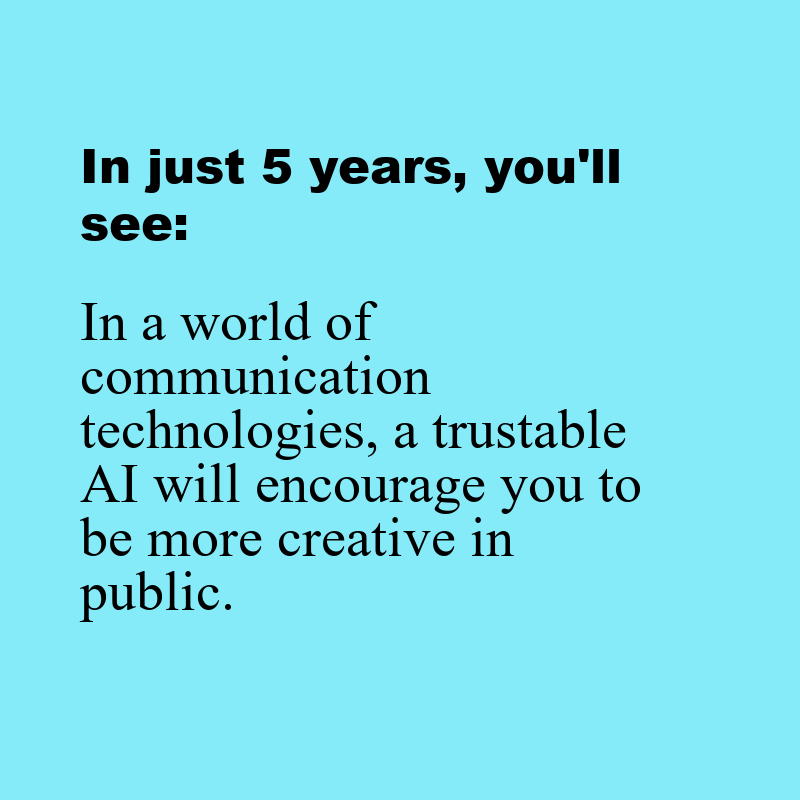 In just 5 years, you'll
see:
In a world of
communication
technologies, a trustable
AI will encourage you to
be more creative in
public.